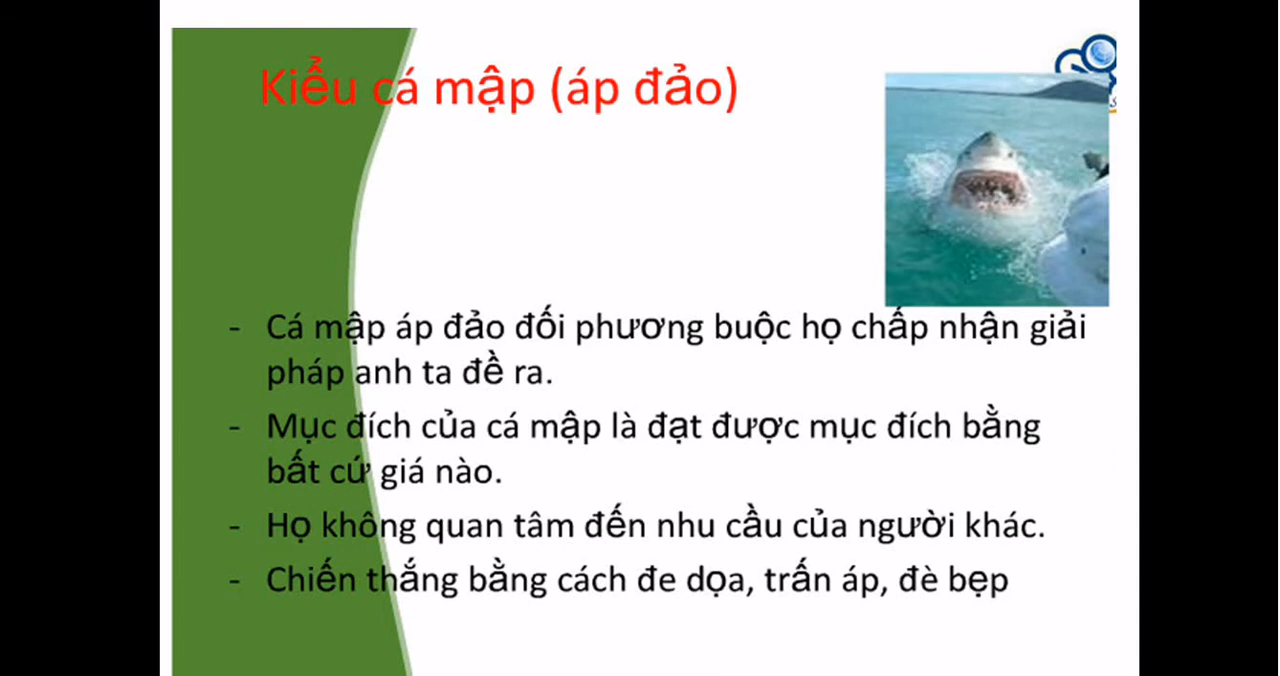 Kiểu cá mập (áp đảo)
- Cá mập áp đảo đối phương buộc họ chấp nhận giải
pháp anh ta đề ra.
- Mục đích của cá mập là đạt được mục đích bằng
bất cứ giá nào.
- Họ không quan tâm đến nhu cầu của người khác.
- Chiến thắng bằng cách đe dọa, trấn áp, đè bẹp